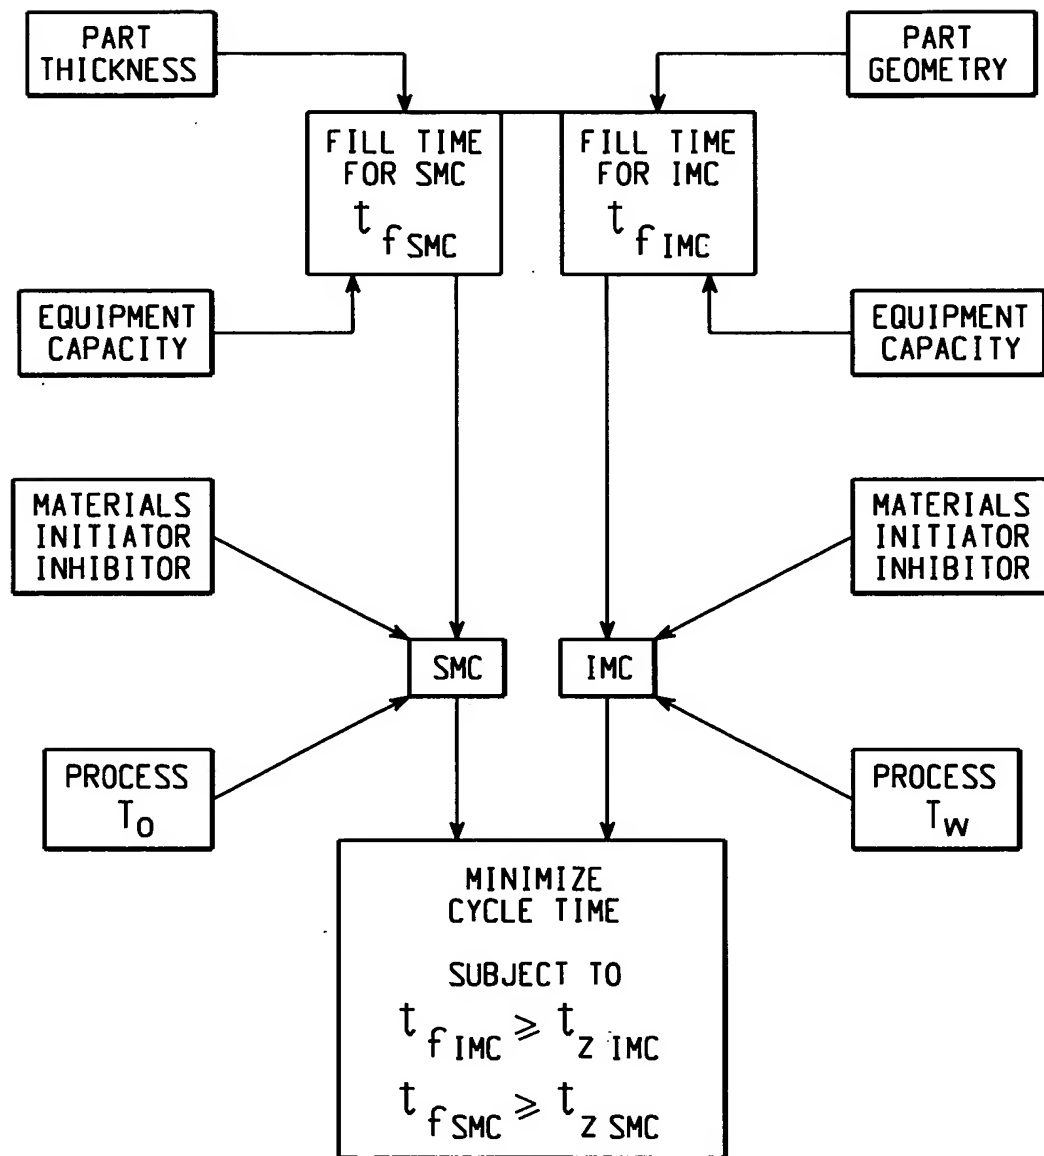 PART
THICKNESS
PART
GEOMETRY
FILL TIME
FOR SMC
t f SMC
FILL TIME
FOR IMC
t f IMC
EQUIPMENT
CAPACITY
EQUIPMENT
CAPACITY
MATERIALS
INITIATOR
INHIBITOR
MATERIALS
INITIATOR
INHIBITOR
SMC
IMC
PROCESS
To
PROCESS
Tw
MINIMIZE
CYCLE TIME
SUBJECT TO
t f IMC ⩾ t z IMC
t f SMC ⩾ t z SMC